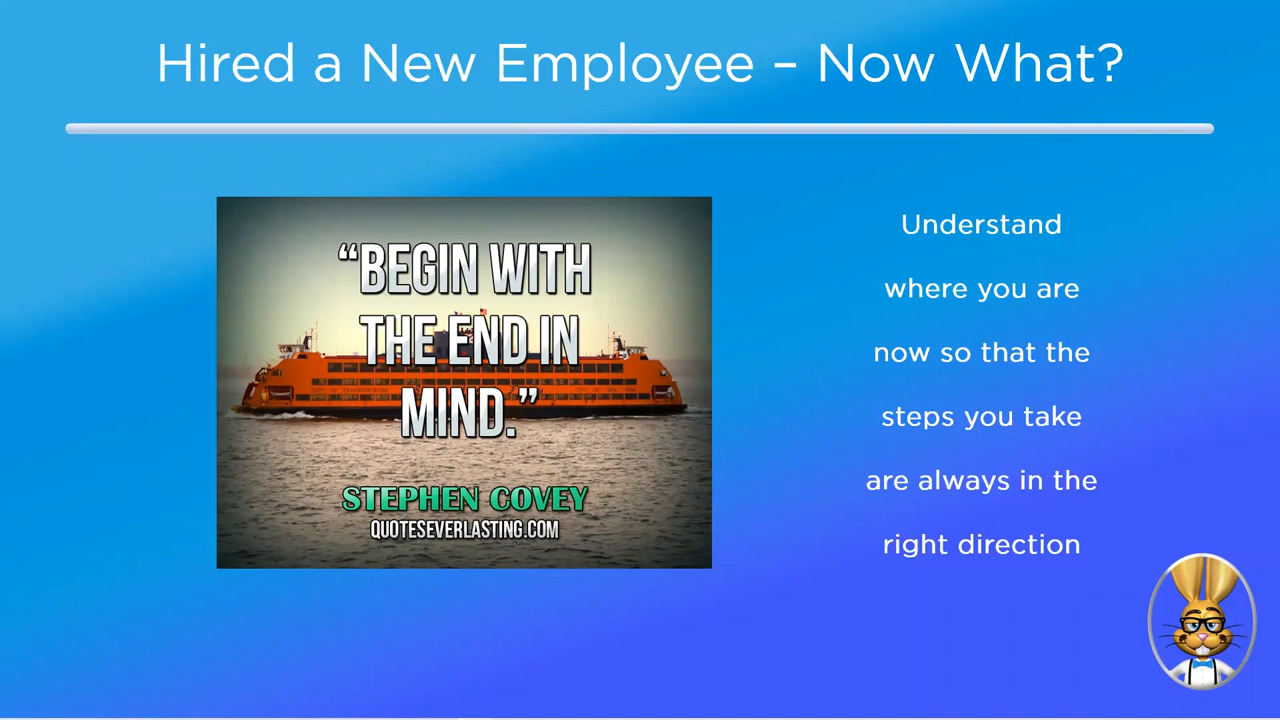 Hired a New Employee – Now What?
“BEGIN WITH
THE END IN
MIND.”
STEPHEN COVEY
QUOTESEVERLASTING.COM
Understand
where you are
now so that the
steps you take
are always in the
right direction